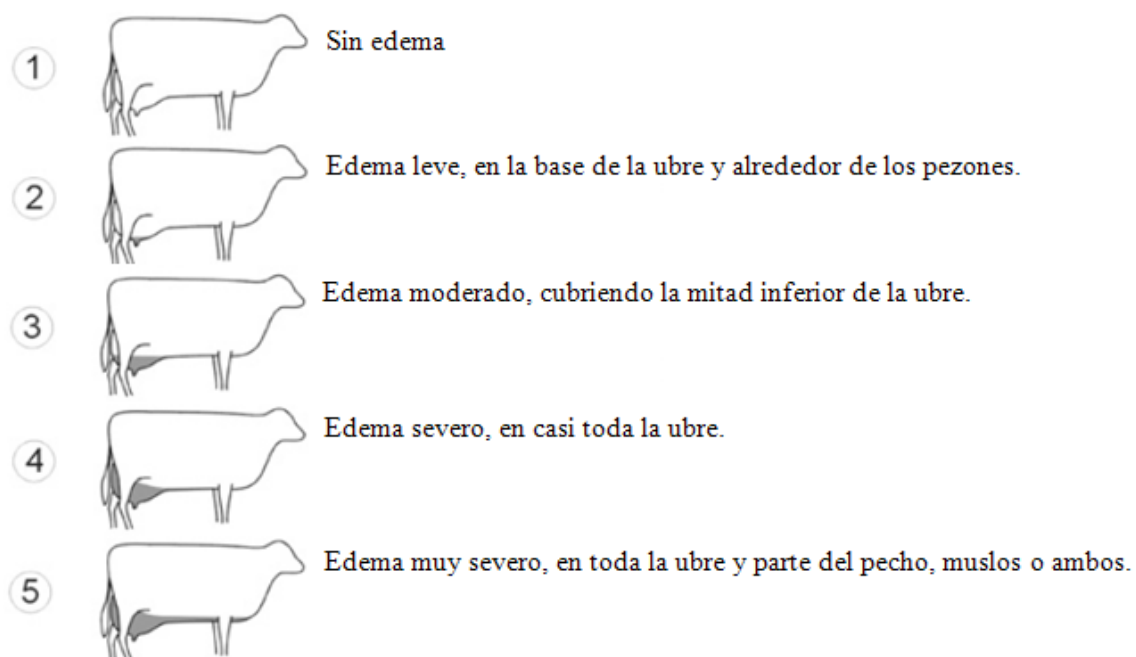 1 Sin edema
2 Edema leve, en la base de la ubre y alrededor de los pezones.
3 Edema moderado, cubriendo la mitad inferior de la ubre.
4 Edema severo, en casi toda la ubre.
5 Edema muy severo, en toda la ubre y parte del pecho, muslos o ambos.